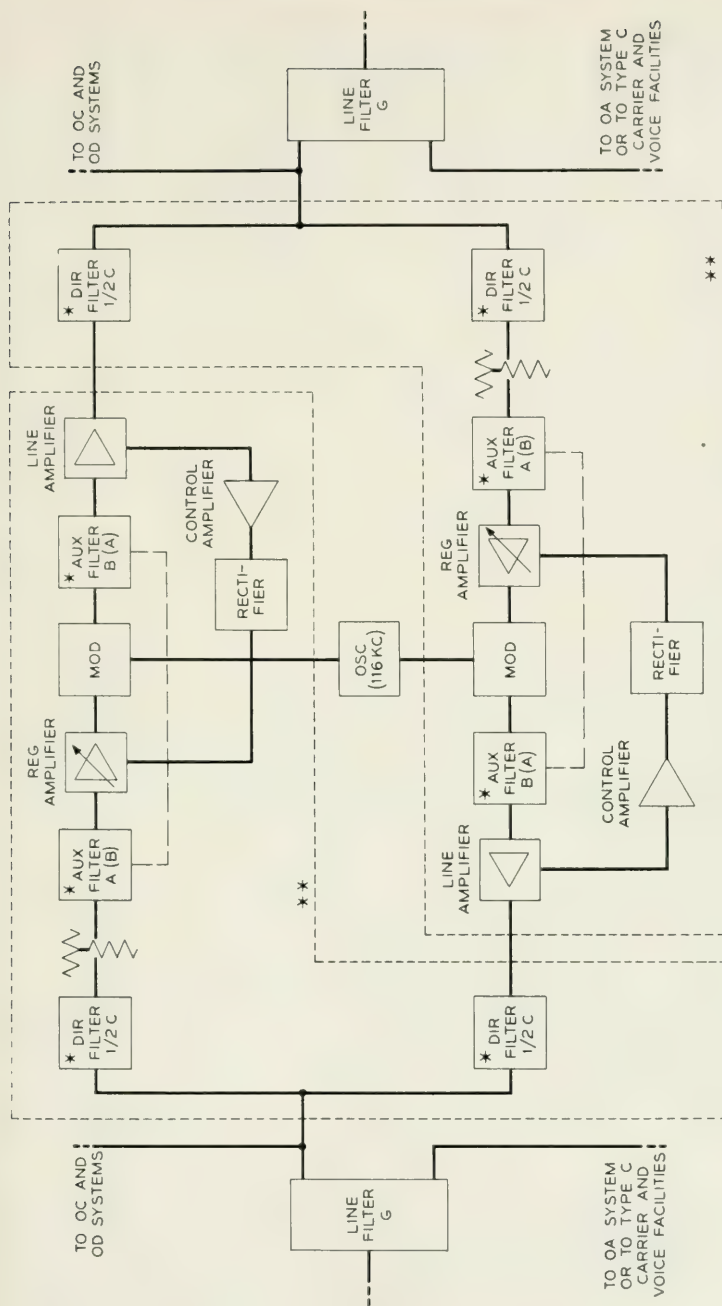 TO OC AND
OD SYSTEMS
LINE
FILTER
G
TO OA SYSTEM
OR TO TYPE C
CARRIER AND
VOICE FACILITIES
* DIR
FILTER
1/2 C
* AUX
FILTER
A (B)
REG
AMPLIFIER
MOD
* AUX
FILTER
B (A)
LINE
AMPLIFIER
CONTROL
AMPLIFIER
RECTI-
FIER
* DIR
FILTER
1/2 C
**
OSC
(116 KC)
* DIR
FILTER
1/2 C
LINE
AMPLIFIER
* AUX
FILTER
B (A)
MOD
REG
AMPLIFIER
* AUX
FILTER
A (B)
* DIR
FILTER
1/2 C
CONTROL
AMPLIFIER
RECTI-
FIER
**
TO OC AND
OD SYSTEMS
LINE
FILTER
G
TO OA SYSTEM
OR TO TYPE C
CARRIER AND
VOICE FACILITIES